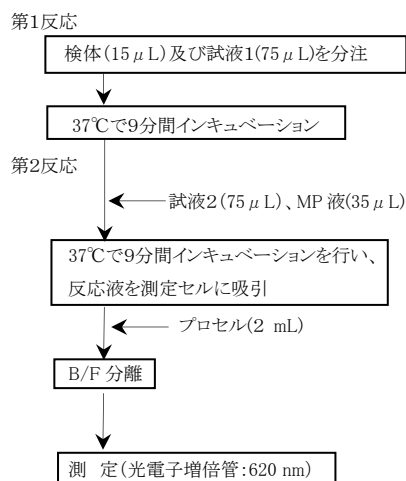 第1反応
検体(15μL)及び試液1(75μL)を分注
37℃で9分間インキュベーション
第2反応
試液2(75μL)、MP液(35μL)
37℃で9分間インキュベーションを行い、
反応液を測定セルに吸引
プロセル(2 mL)
B/F 分離
測　定(光電子増倍管:620 nm)